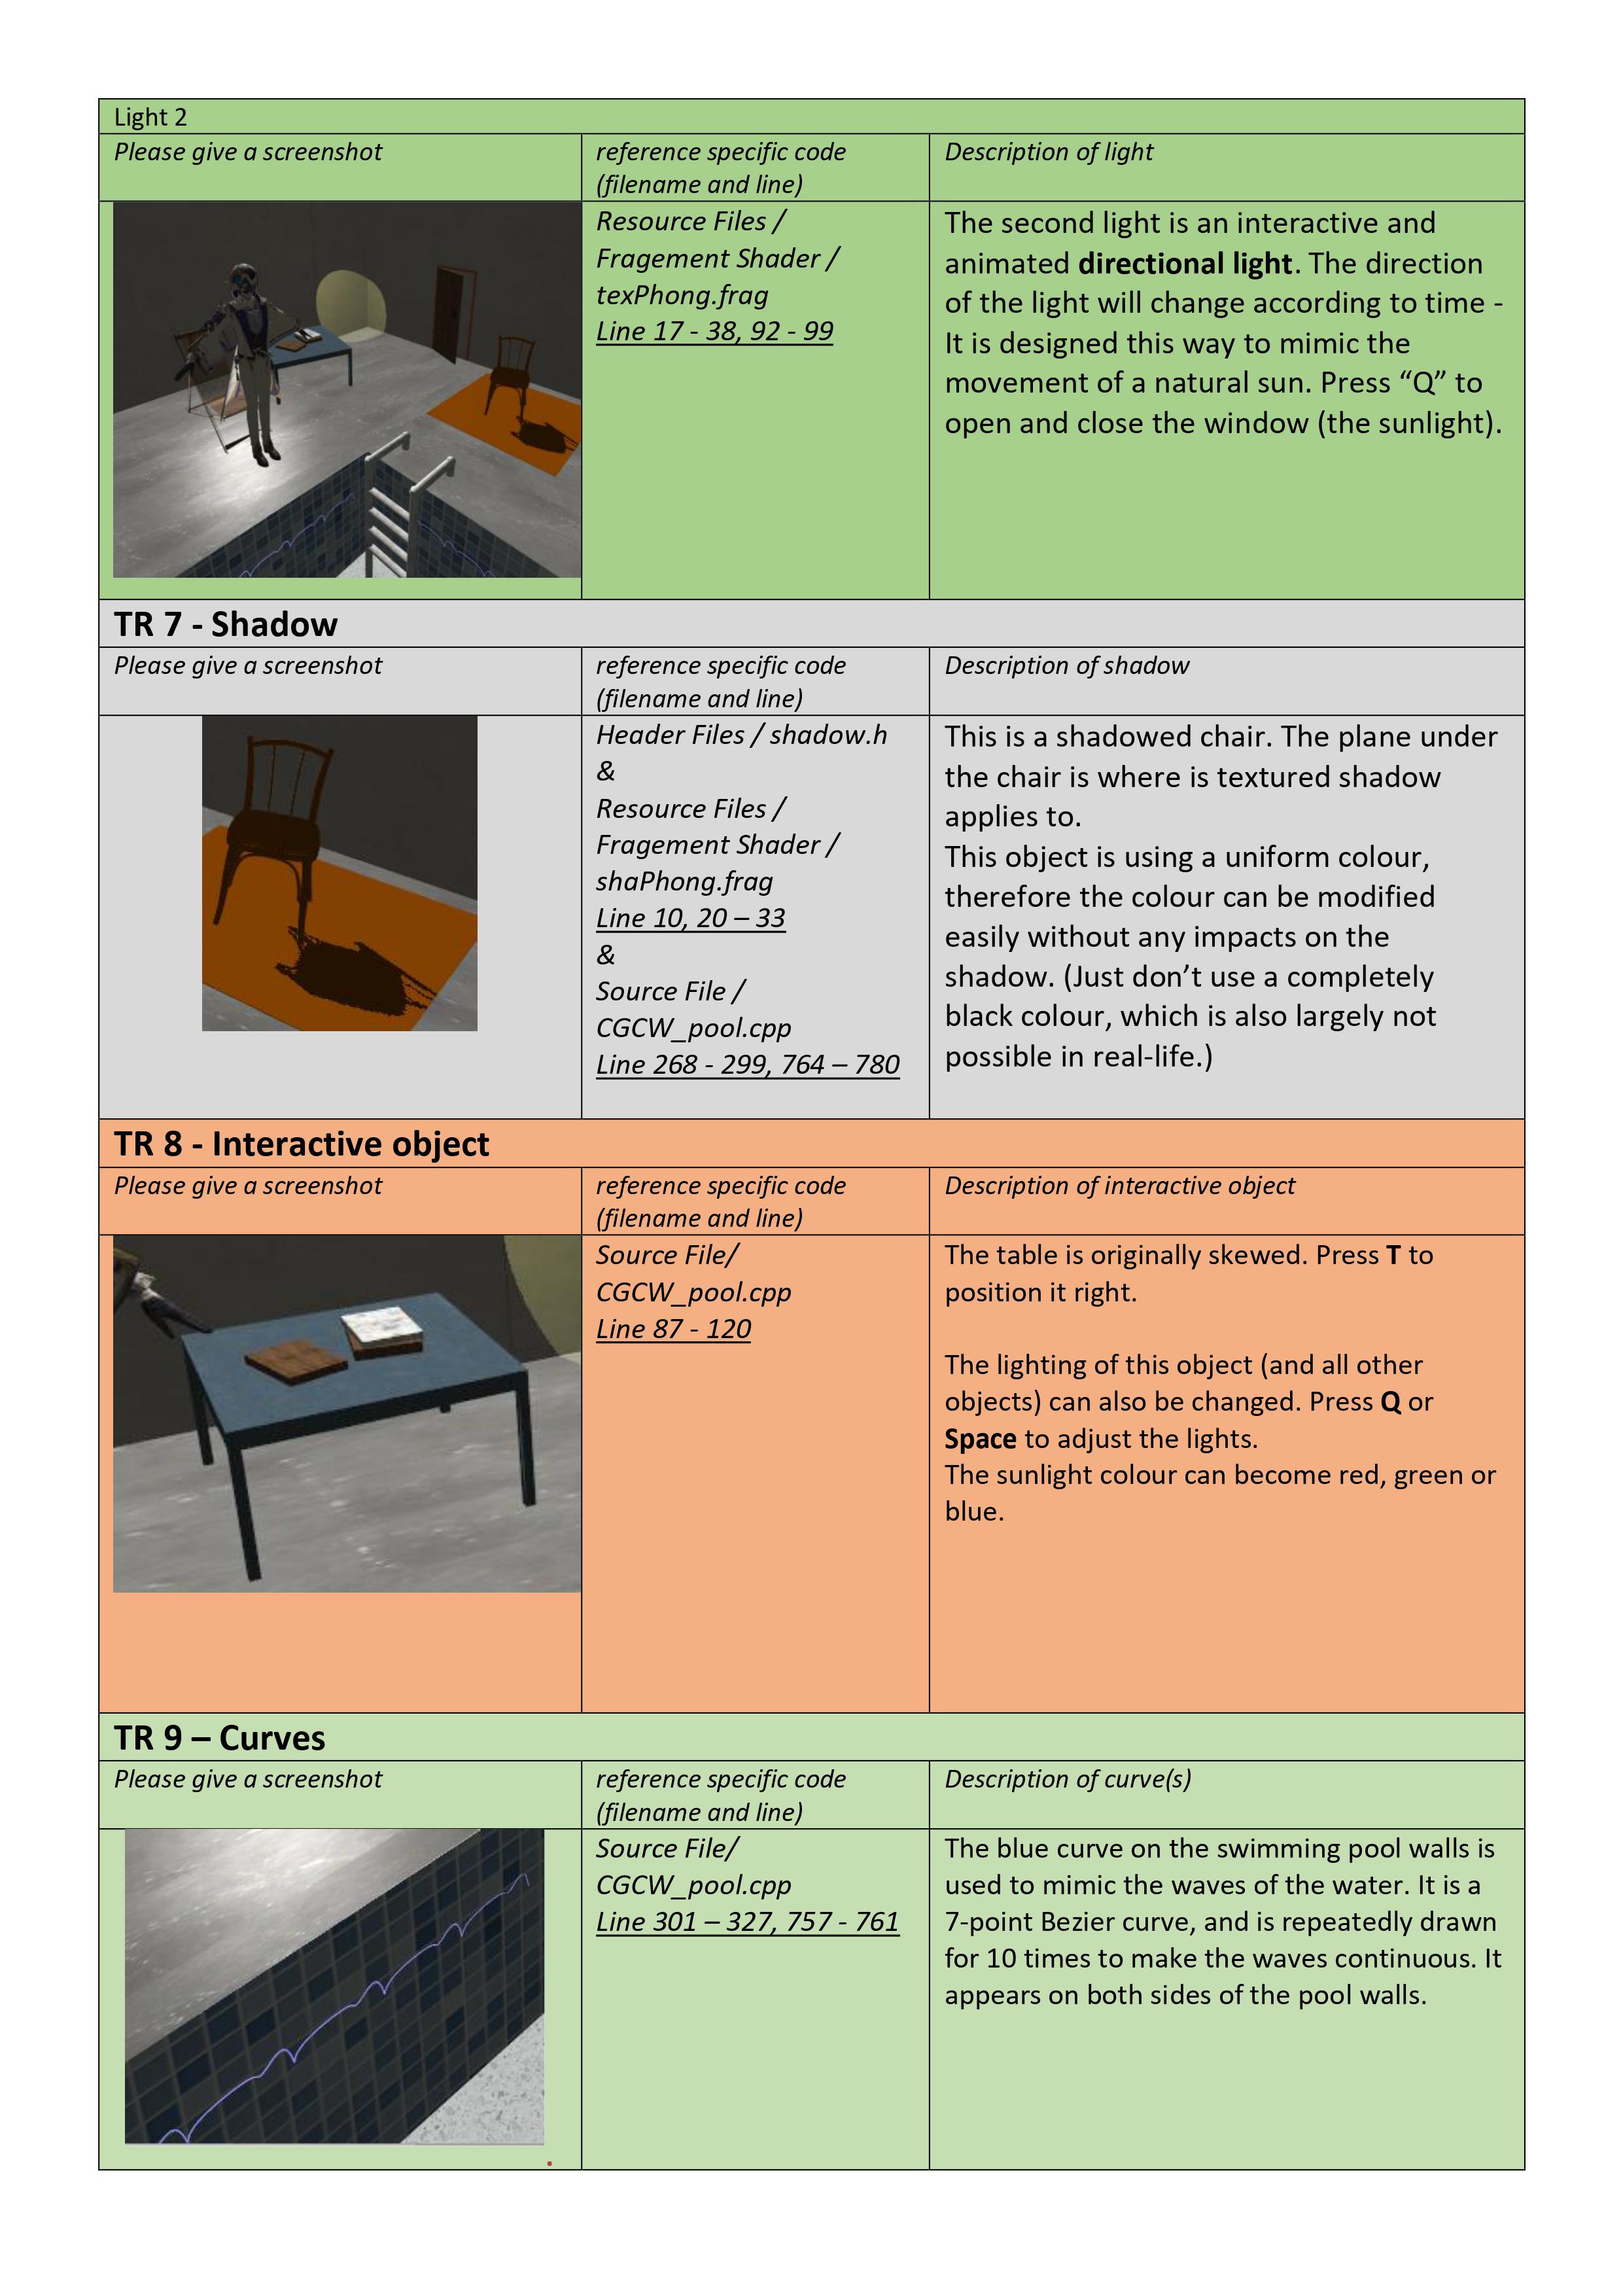 Light 2
Please give a screenshot
reference specific code
(filename and line)
Description of light
Resource Files /
Fragement Shader /
texPhong.frag
Line 17 - 38, 92 - 99
The second light is an interactive and
animated directional light. The direction
of the light will change according to time -
It is designed this way to mimic the
movement of a natural sun. Press “Q” to
open and close the window (the sunlight).
TR 7 - Shadow
Please give a screenshot
reference specific code
(filename and line)
Description of shadow
Header Files / shadow.h
&
Resource Files /
Fragement Shader /
shaPhong.frag
Line 10, 20 – 33
&
Source File /
CGCW_pool.cpp
Line 268 - 299, 764 – 780
This is a shadowed chair. The plane under
the chair is where is textured shadow
applies to.
This object is using a uniform colour,
therefore the colour can be modified
easily without any impacts on the
shadow. (Just don’t use a completely
black colour, which is also largely not
possible in real-life.)
TR 8 - Interactive object
Please give a screenshot
reference specific code
(filename and line)
Description of interactive object
Source File/
CGCW_pool.cpp
Line 87 - 120
The table is originally skewed. Press T to
position it right.
The lighting of this object (and all other
objects) can also be changed. Press Q or
Space to adjust the lights.
The sunlight colour can become red, green or
blue.
TR 9 – Curves
Please give a screenshot
reference specific code
(filename and line)
Description of curve(s)
Source File/
CGCW_pool.cpp
Line 301 – 327, 757 - 761
The blue curve on the swimming pool walls is
used to mimic the waves of the water. It is a
7-point Bezier curve, and is repeatedly drawn
for 10 times to make the waves continuous. It
appears on both sides of the pool walls.